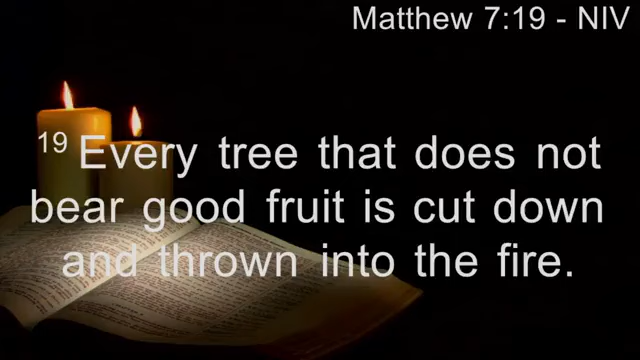 Matthew 7:19 - NIV
19 Every tree that does not
bear good fruit is cut down
and thrown into the fire.